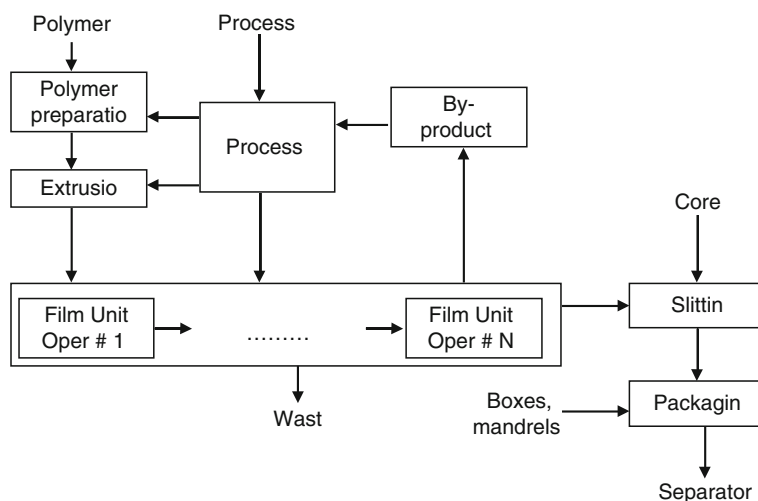 Polymer
Process
Polymer
preparatio
By-
product
Process
Extrusio
Core
Film Unit
Oper # 1
.........
Film Unit
Oper # N
Slittin
Wast
Boxes,
mandrels
Packagin
Separator